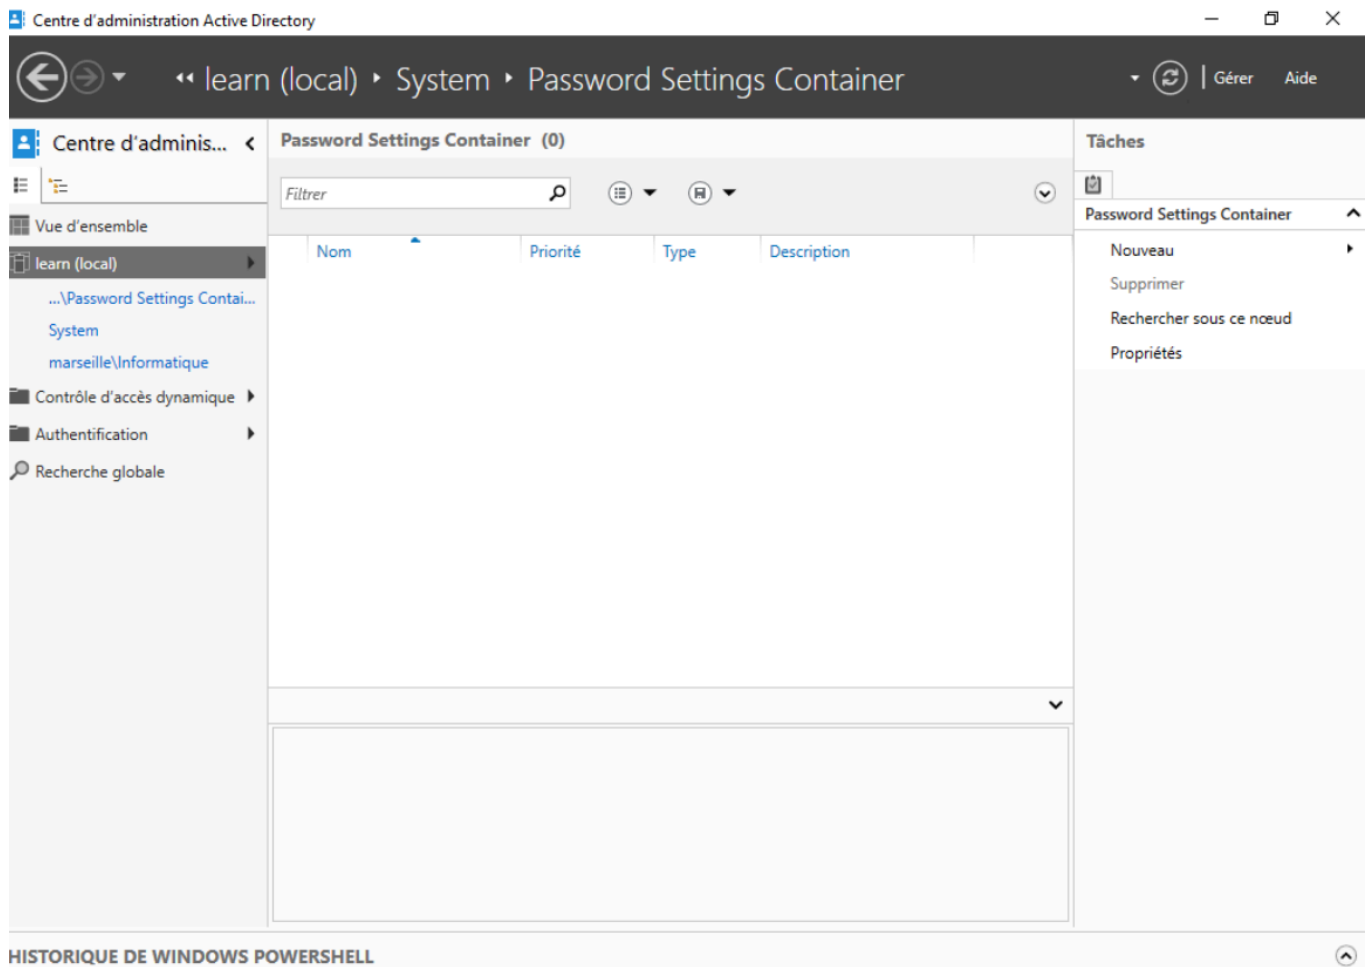 Centre d'administration Active Directory
learn (local) System Password Settings Container
Gérer Aide
Centre d'adminis...
Vue d'ensemble
learn (local)
...\Password Settings Contai...
System
marseille\Informatique
Contrôle d'accès dynamique
Authentification
Recherche globale
Password Settings Container (0)
Filtrer
Nom Priorité Type Description
Tâches
Password Settings Container
Nouveau
Supprimer
Rechercher sous ce nœud
Propriétés
HISTORIQUE DE WINDOWS POWERSHELL